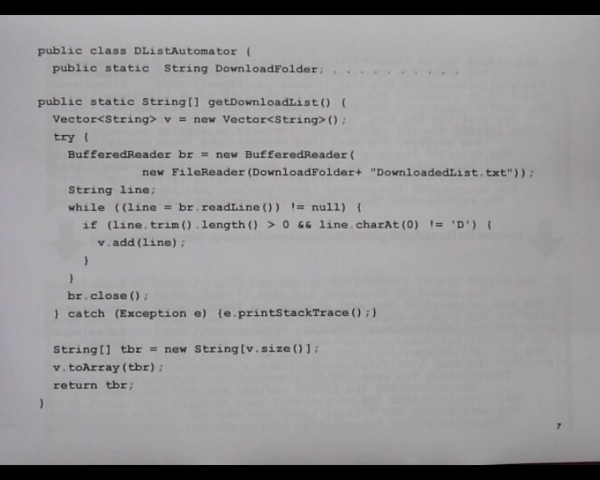 public class DListAutomator {
public static String DownloadFolder; . . . . . . . . . .
public static String[] getDownloadList() {
Vector<String> v = new Vector<String>();
try {
BufferedReader br = new BufferedReader(
new FileReader(DownloadFolder+ "DownloadedList.txt"));
String line;
while ((line = br.readLine()) != null) {
if (line.trim().length() > 0 && line.charAt(0) != 'D') {
v.add(line);
}
}
br.close();
} catch (Exception e) {e.printStackTrace();}
String[] tbr = new String[v.size()];
v.toArray(tbr);
return tbr;
}
7